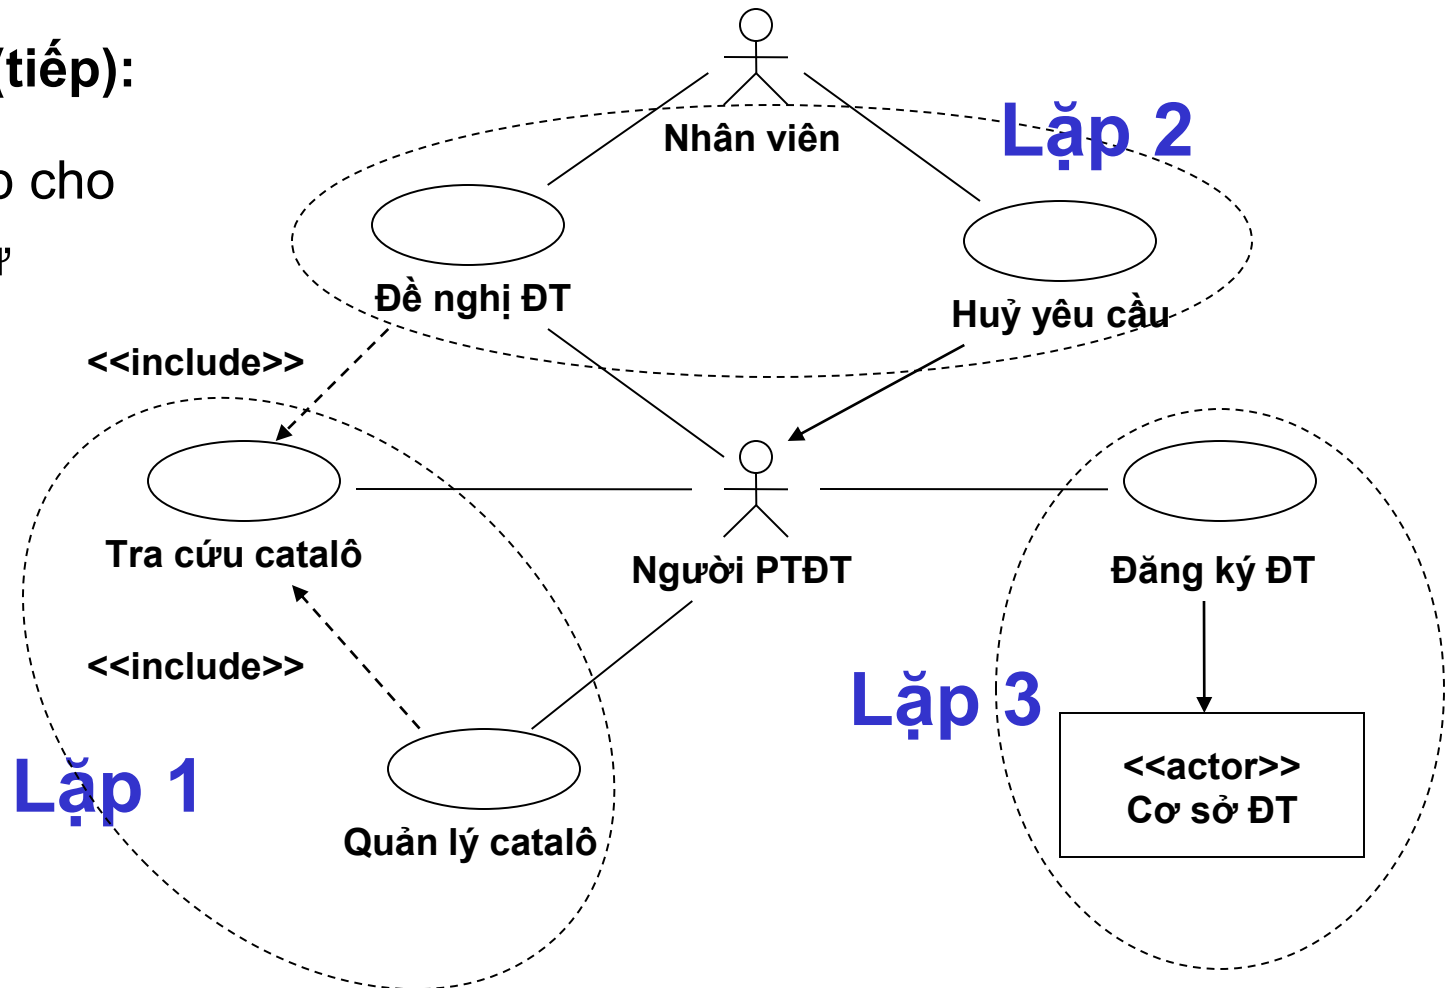 (tiếp):
cho
Nhân viên
Lặp 2
Đề nghị ĐT
Huỷ yêu cầu
<<include>>
Tra cứu catalô
Người PTĐT
Đăng ký ĐT
<<include>>
Lặp 3
Lặp 1
<<actor>>
Cơ sở ĐT
Quản lý catalô